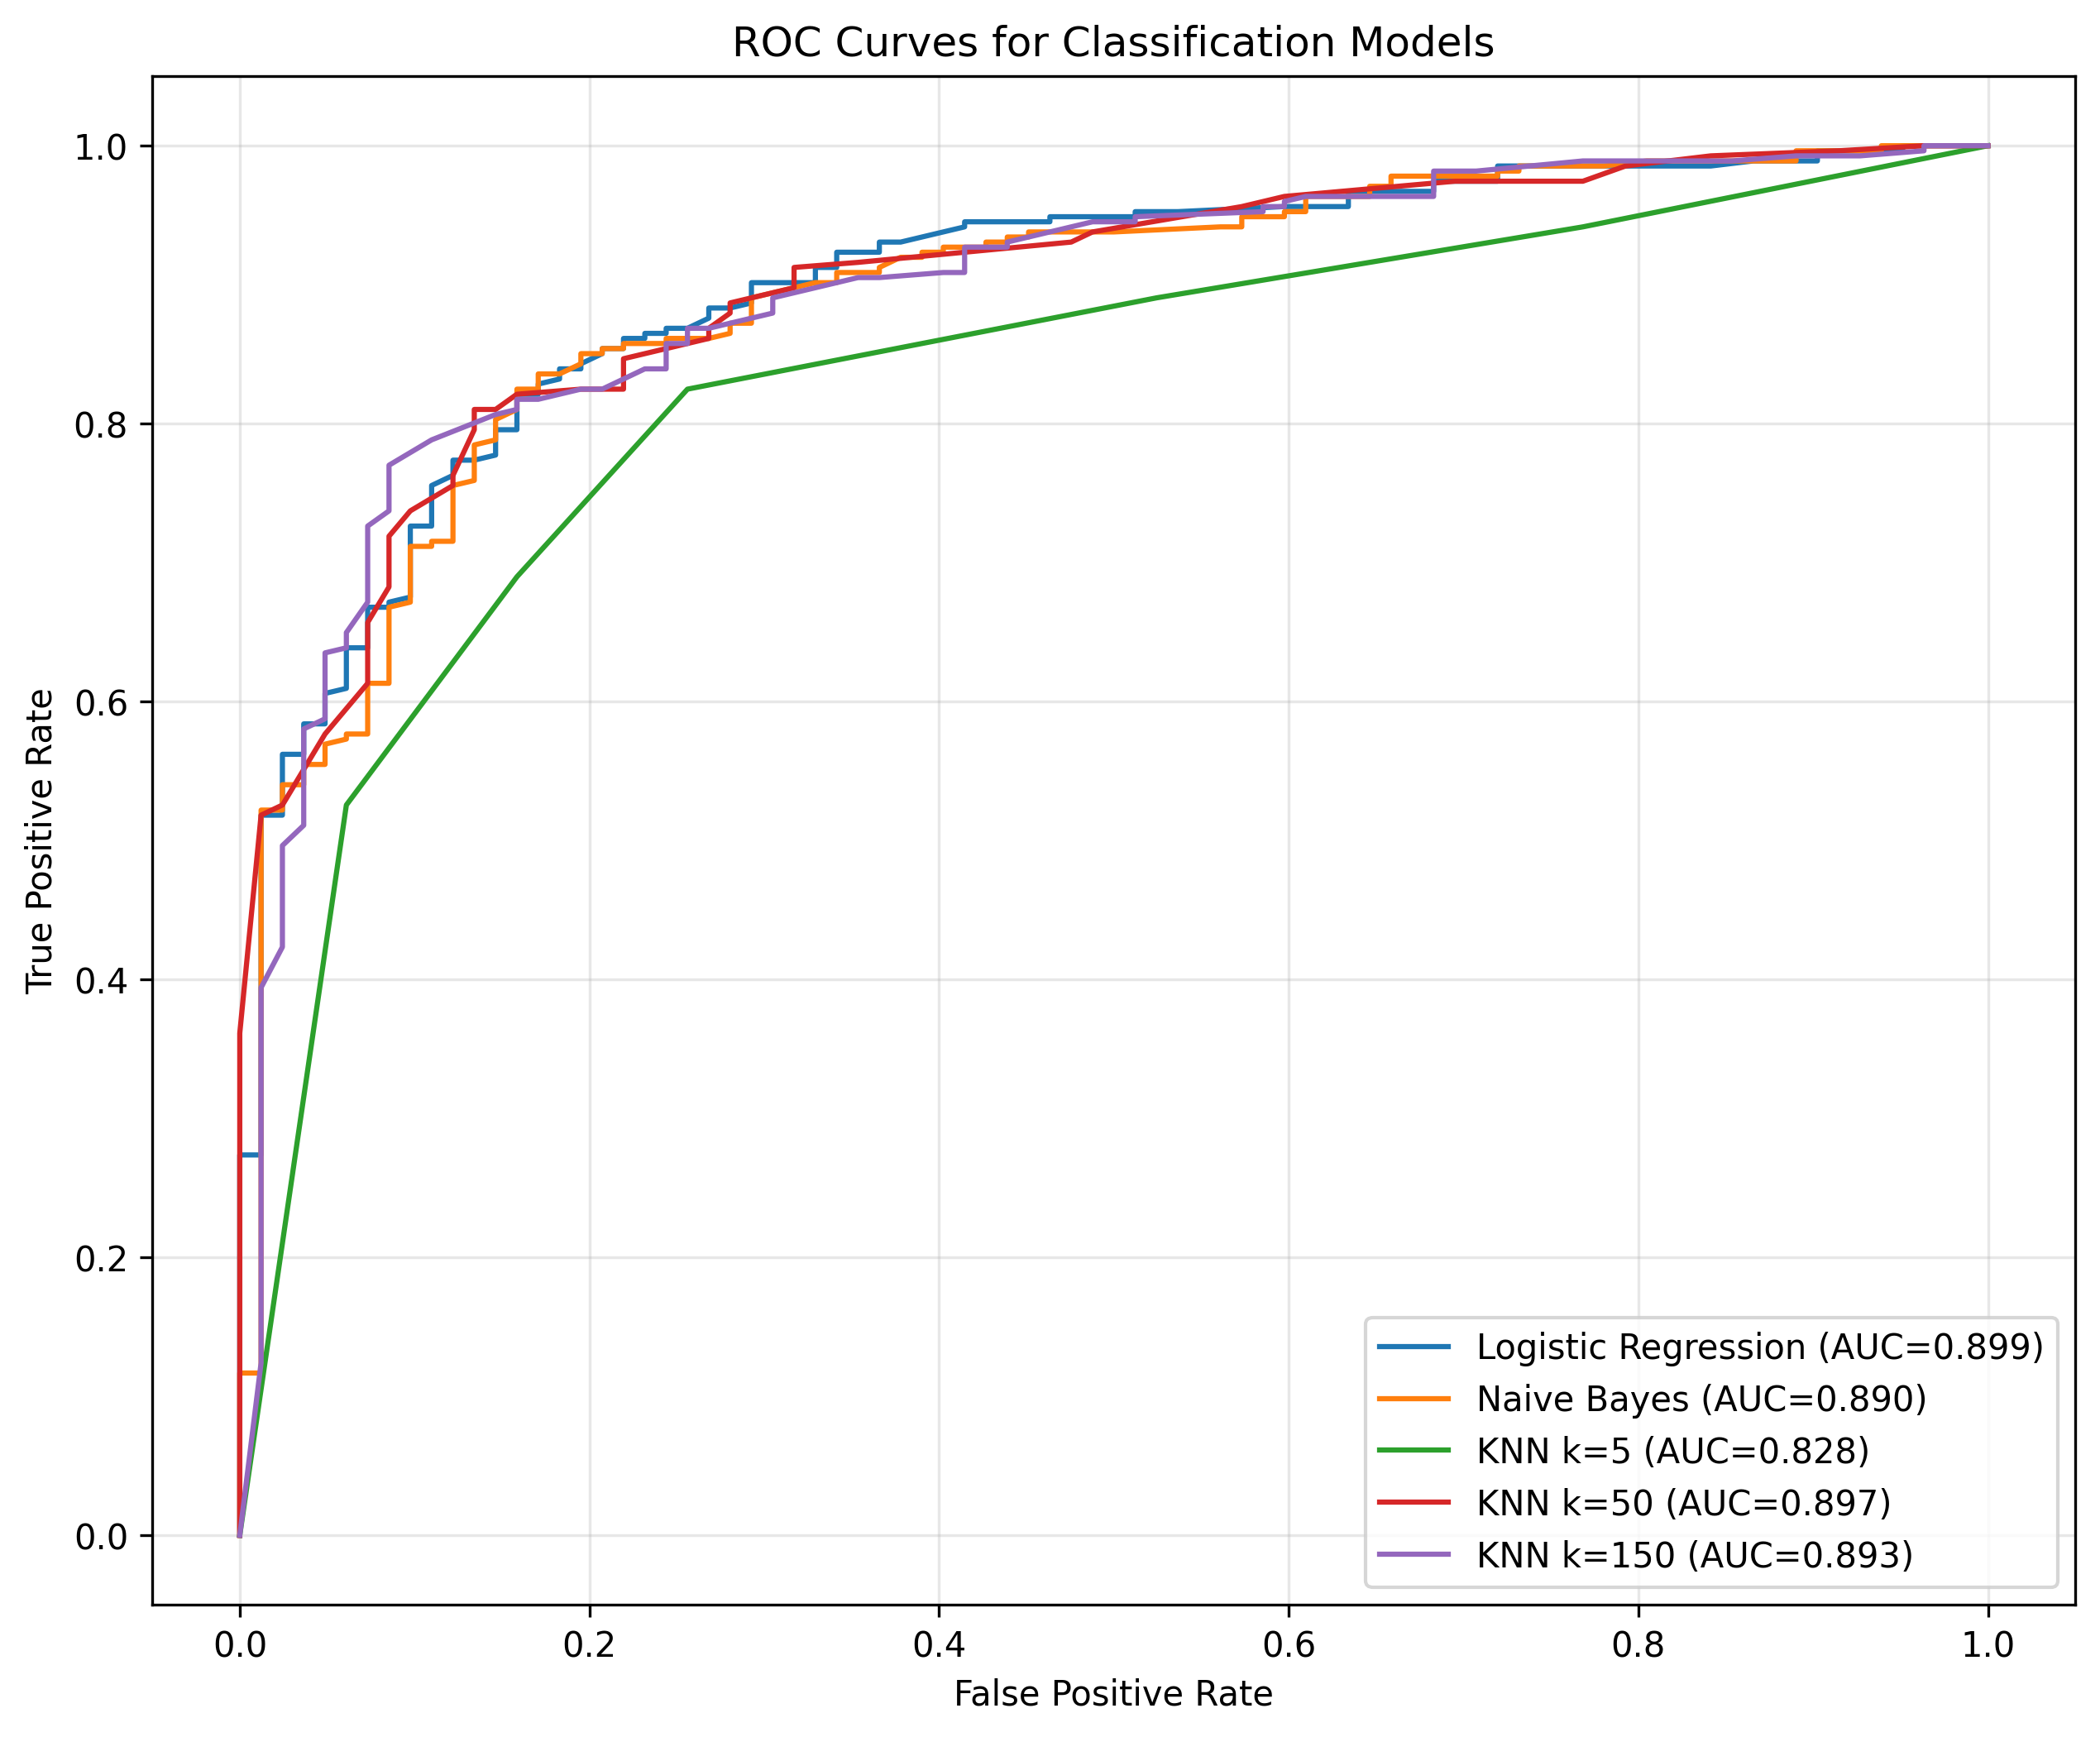 ROC Curves for Classification Models
1.0
0.8
0.6
0.4
0.2
0.0
True Positive Rate
0.0 0.2 0.4 0.6 0.8 1.0
False Positive Rate
Logistic Regression (AUC=0.899)
Naive Bayes (AUC=0.890)
KNN k=5 (AUC=0.828)
KNN k=50 (AUC=0.897)
KNN k=150 (AUC=0.893)